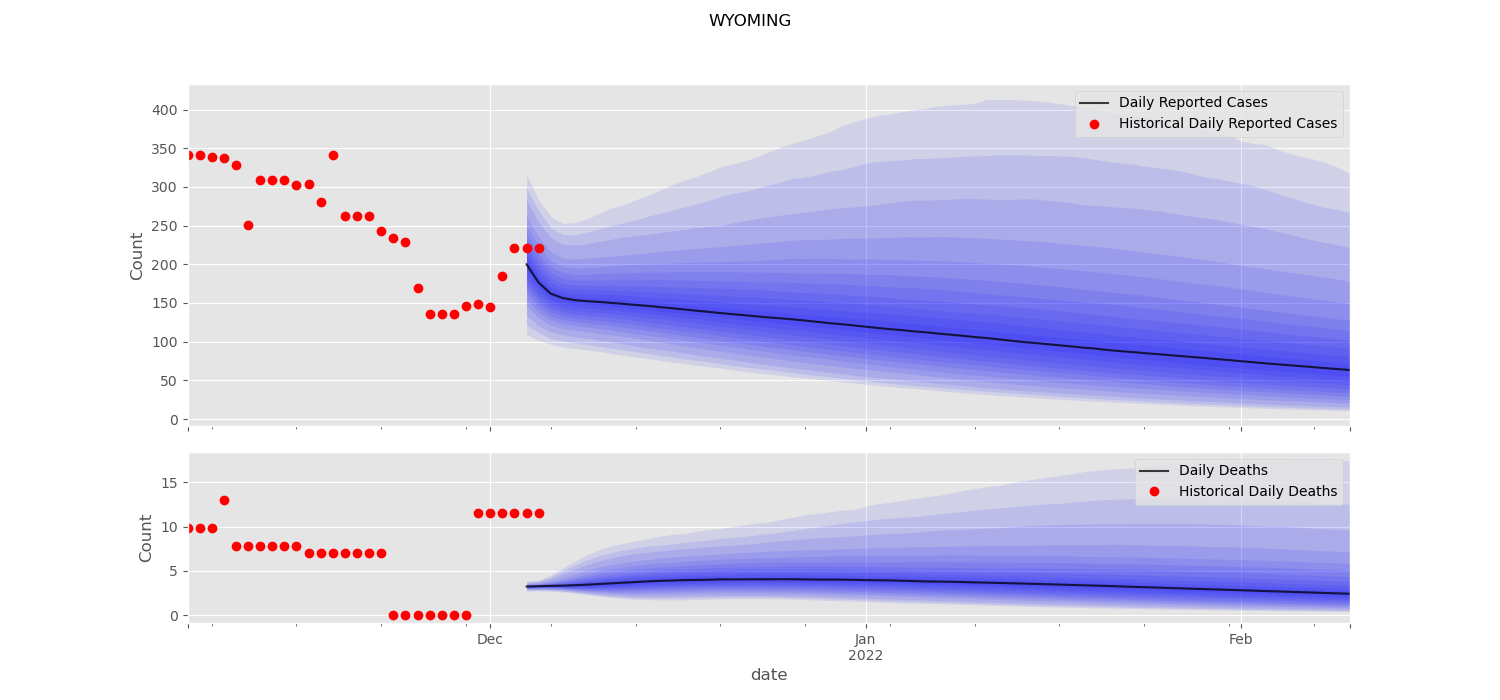 WYOMING
Count
400
350
300
250
200
150
100
50
0
Daily Reported Cases
Historical Daily Reported Cases
Count
15
10
5
0
Daily Deaths
Historical Daily Deaths
Dec
Jan
2022
Feb
date